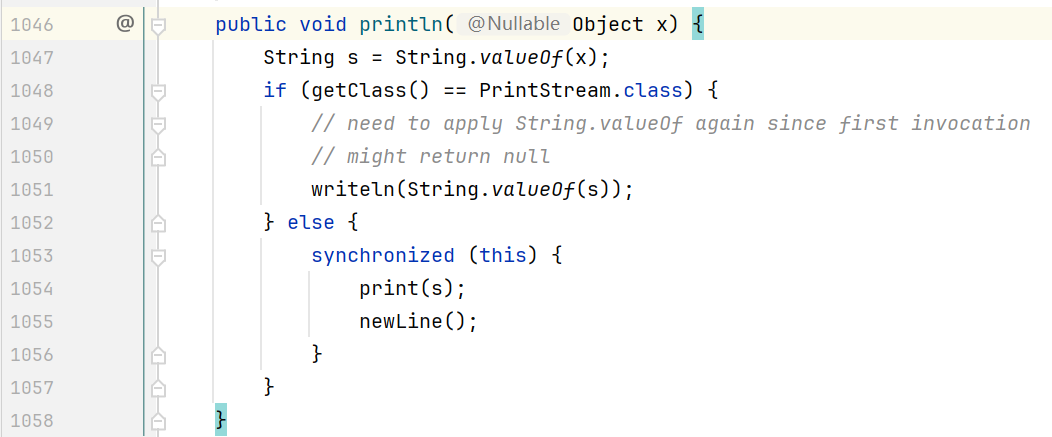 1046 @ public void println( @Nullable Object x) {
1047 String s = String.valueOf(x);
1048 if (getClass() == PrintStream.class) {
1049 // need to apply String.valueOf again since first invocation
1050 // might return null
1051 writeln(String.valueOf(s));
1052 } else {
1053 synchronized (this) {
1054 print(s);
1055 newLine();
1056 }
1057 }
1058 }